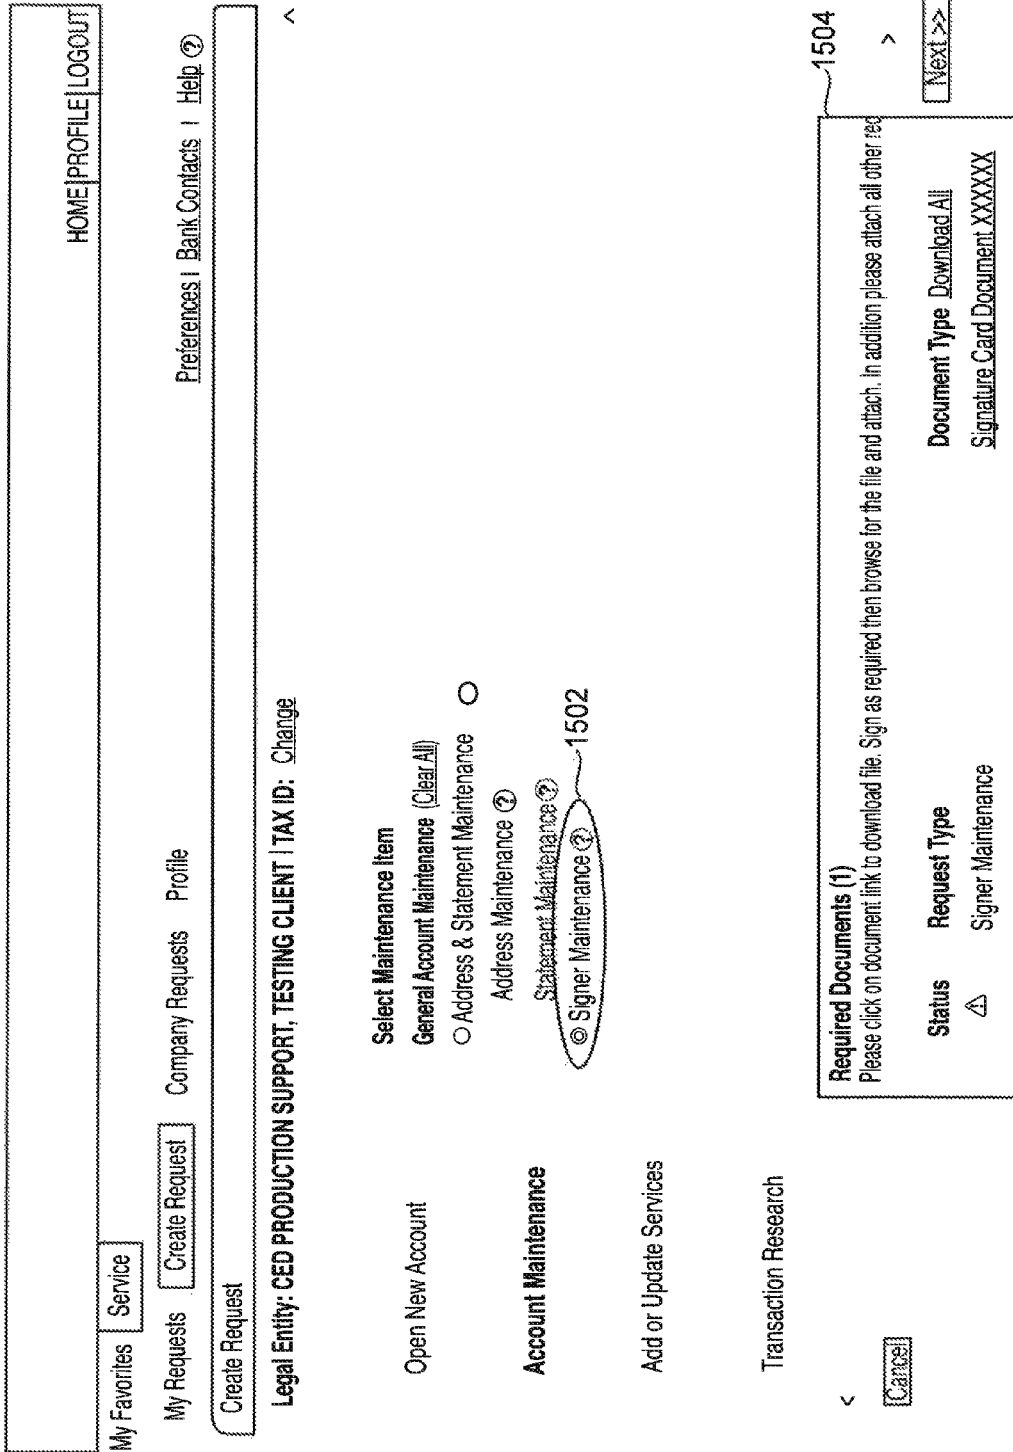 HOME|PROFILE|LOGOUT
My Favorites Service
My Requests Create Request Company Requests Profile Preferences | Bank Contacts | Help ?
Create Request
Legal Entity: CED PRODUCTION SUPPORT, TESTING CLIENT | TAX ID: Change
Select Maintenance Item
Open New Account
General Account Maintenance (Clear All)
Address & Statement Maintenance
Address Maintenance ?
Account Maintenance
Statement Maintenance ?
Signer Maintenance ?
1502
Add or Update Services
Transaction Research
1504
Required Documents (1)
Please click on document link to download file. Sign as required then browse for the file and attach. In addition please attach all other req
Status Request Type Document Type Download All
Signer Maintenance Signature Card Document XXXXXX
Cancel Next >>